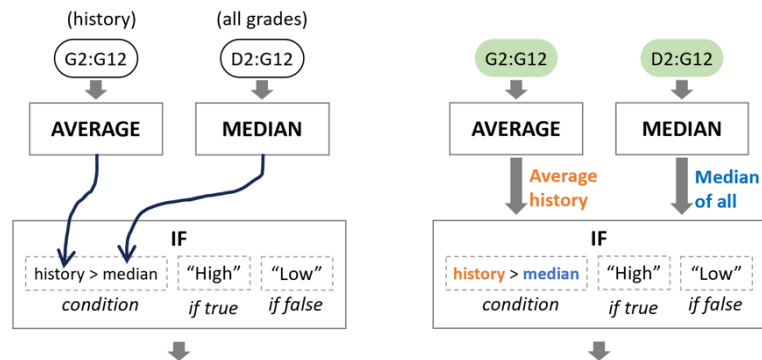 (history)
(all grades)
G2:G12
D2:G12
AVERAGE
MEDIAN
IF
history > median
“High”
“Low”
condition
if true
if false
G2:G12
D2:G12
AVERAGE
MEDIAN
Average
history
Median
of all
IF
history > median
“High”
“Low”
condition
if true
if false